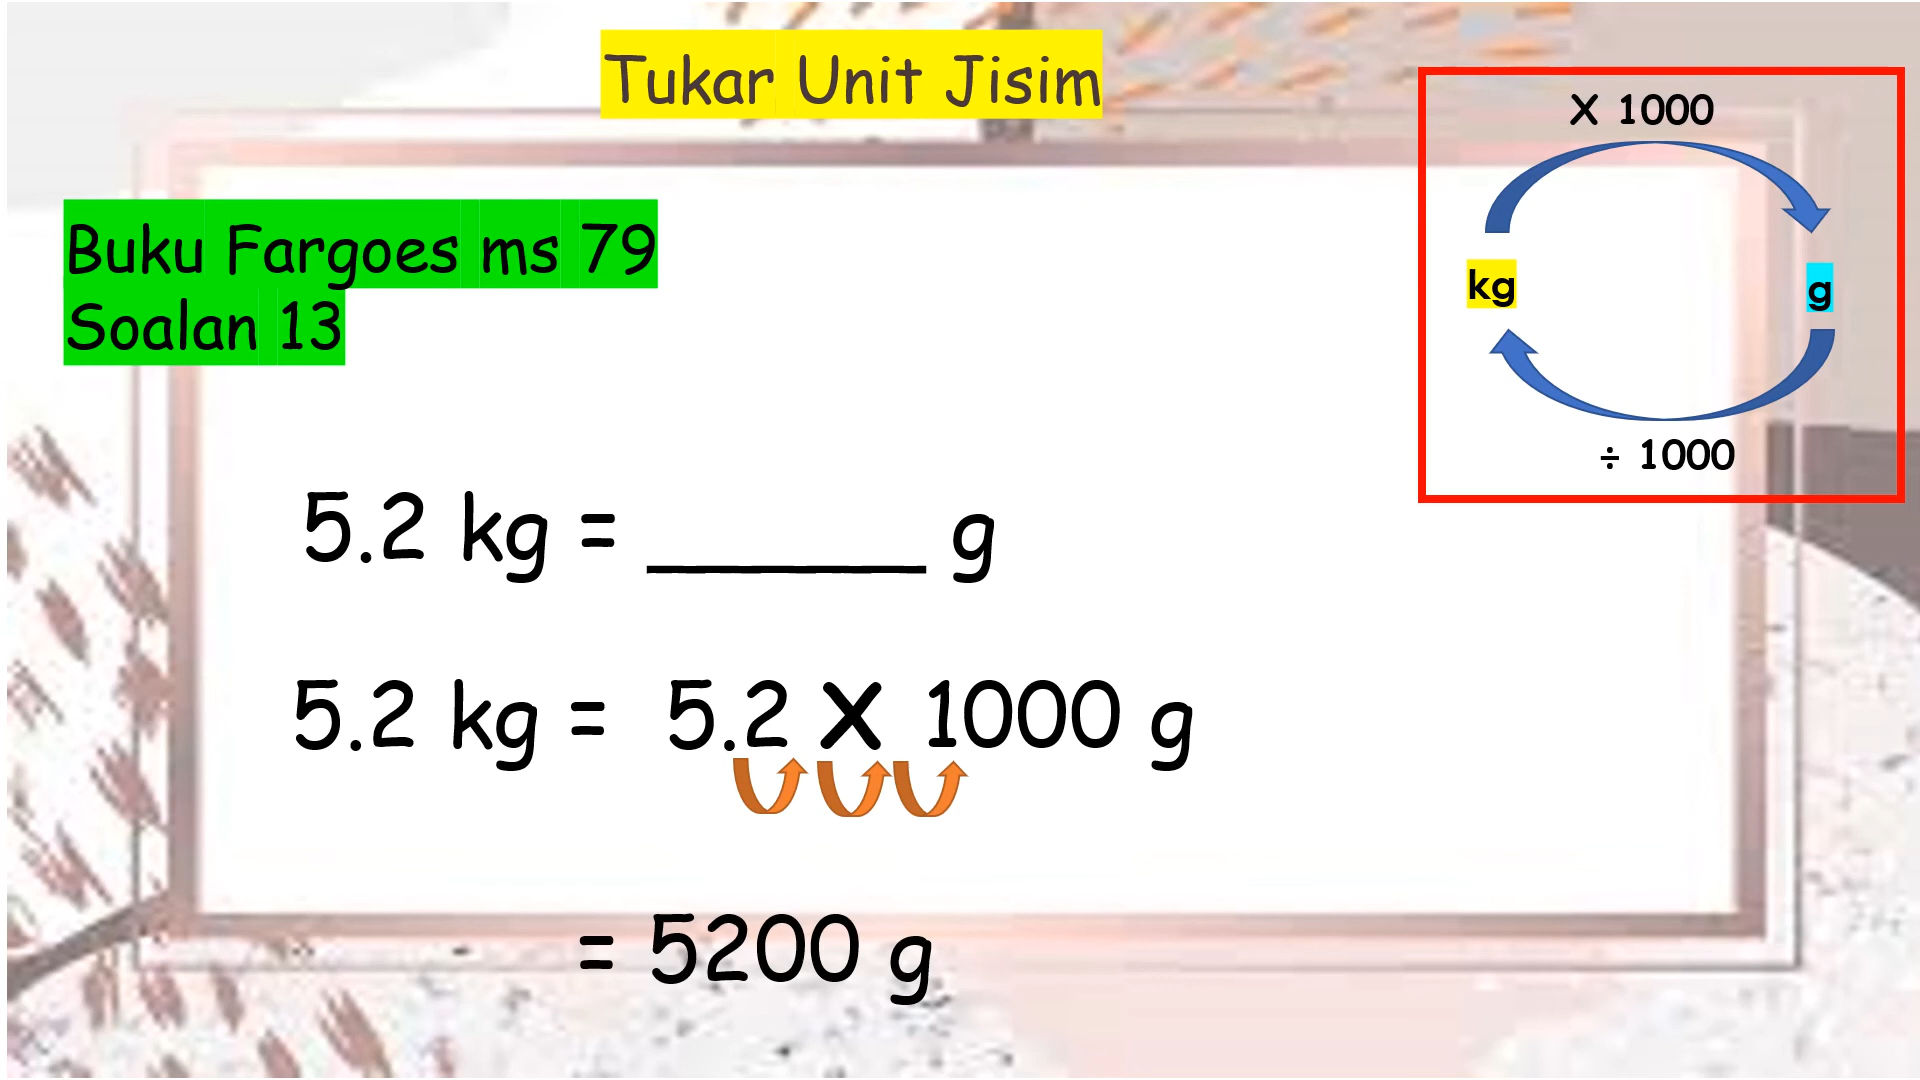 Tukar Unit Jisim
X 1000
kg
g
÷ 1000
Buku Fargoes ms 79
Soalan 13
5.2 kg = ______ g
5.2 kg = 5.2 X 1000 g
= 5200 g